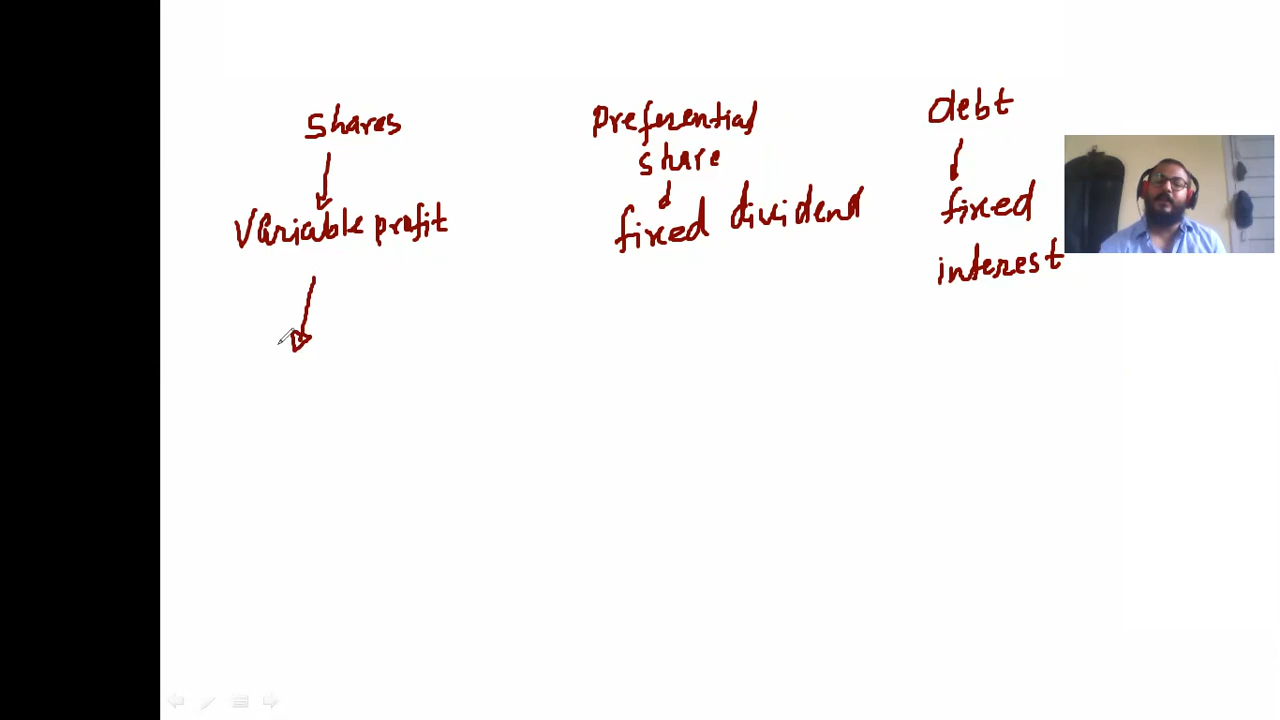 Shares
Variable profit
Preferential
share
fixed dividend
Debt
fixed
interest